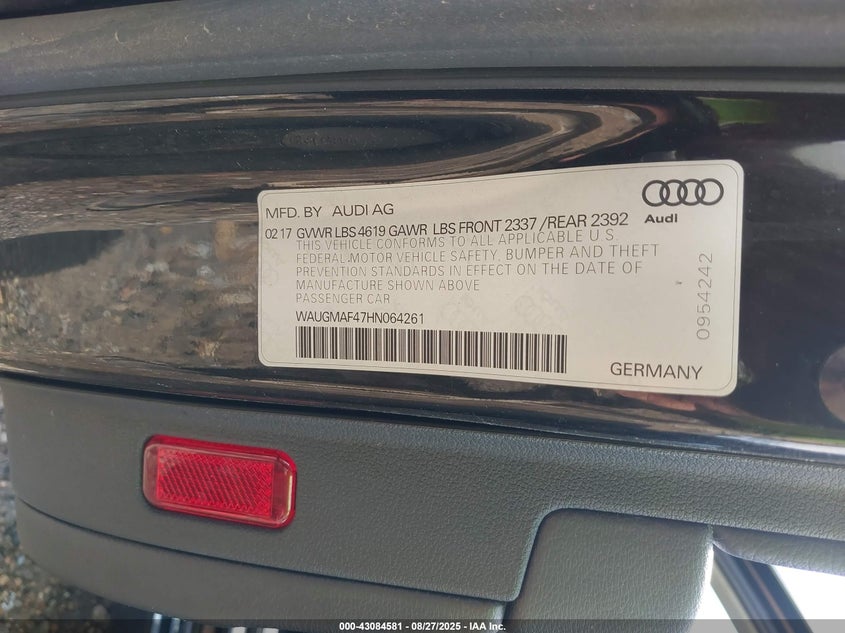 MFD. BY AUDI AG
Audi
02 17 GVWR LBS 4619 GAWR LBS FRONT 2337 /REAR 2392
THIS VEHICLE CONFORMS TO ALL APPLICABLE U S
FEDERAL MOTOR VEHICLE SAFETY, BUMPER AND THEFT
PREVENTION STANDARDS IN EFFECT ON THE DATE OF
MANUFACTURE SHOWN ABOVE
PASSENGER CAR
WAUGMAF47HN064261
0954242
GERMANY
000-43084581 - 08/27/2025 - IAA Inc.